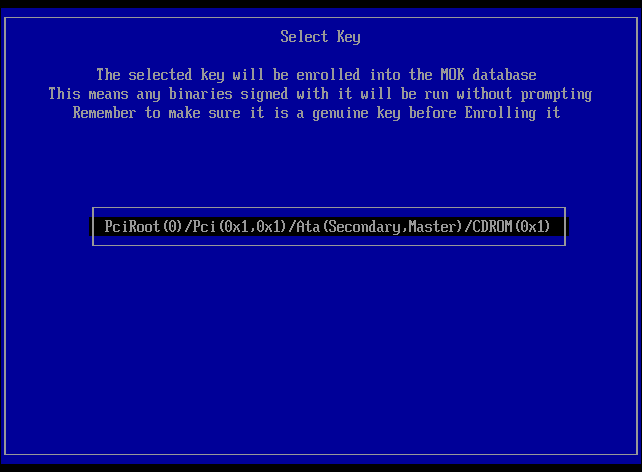 Select Key
The selected key will be enrolled into the MOK database
This means any binaries signed with it will be run without prompting
Remember to make sure it is a genuine key before Enrolling it
PciRoot(0)/Pci(0x1,0x1)/Ata(Secondary,Master)/CDROM(0x1)